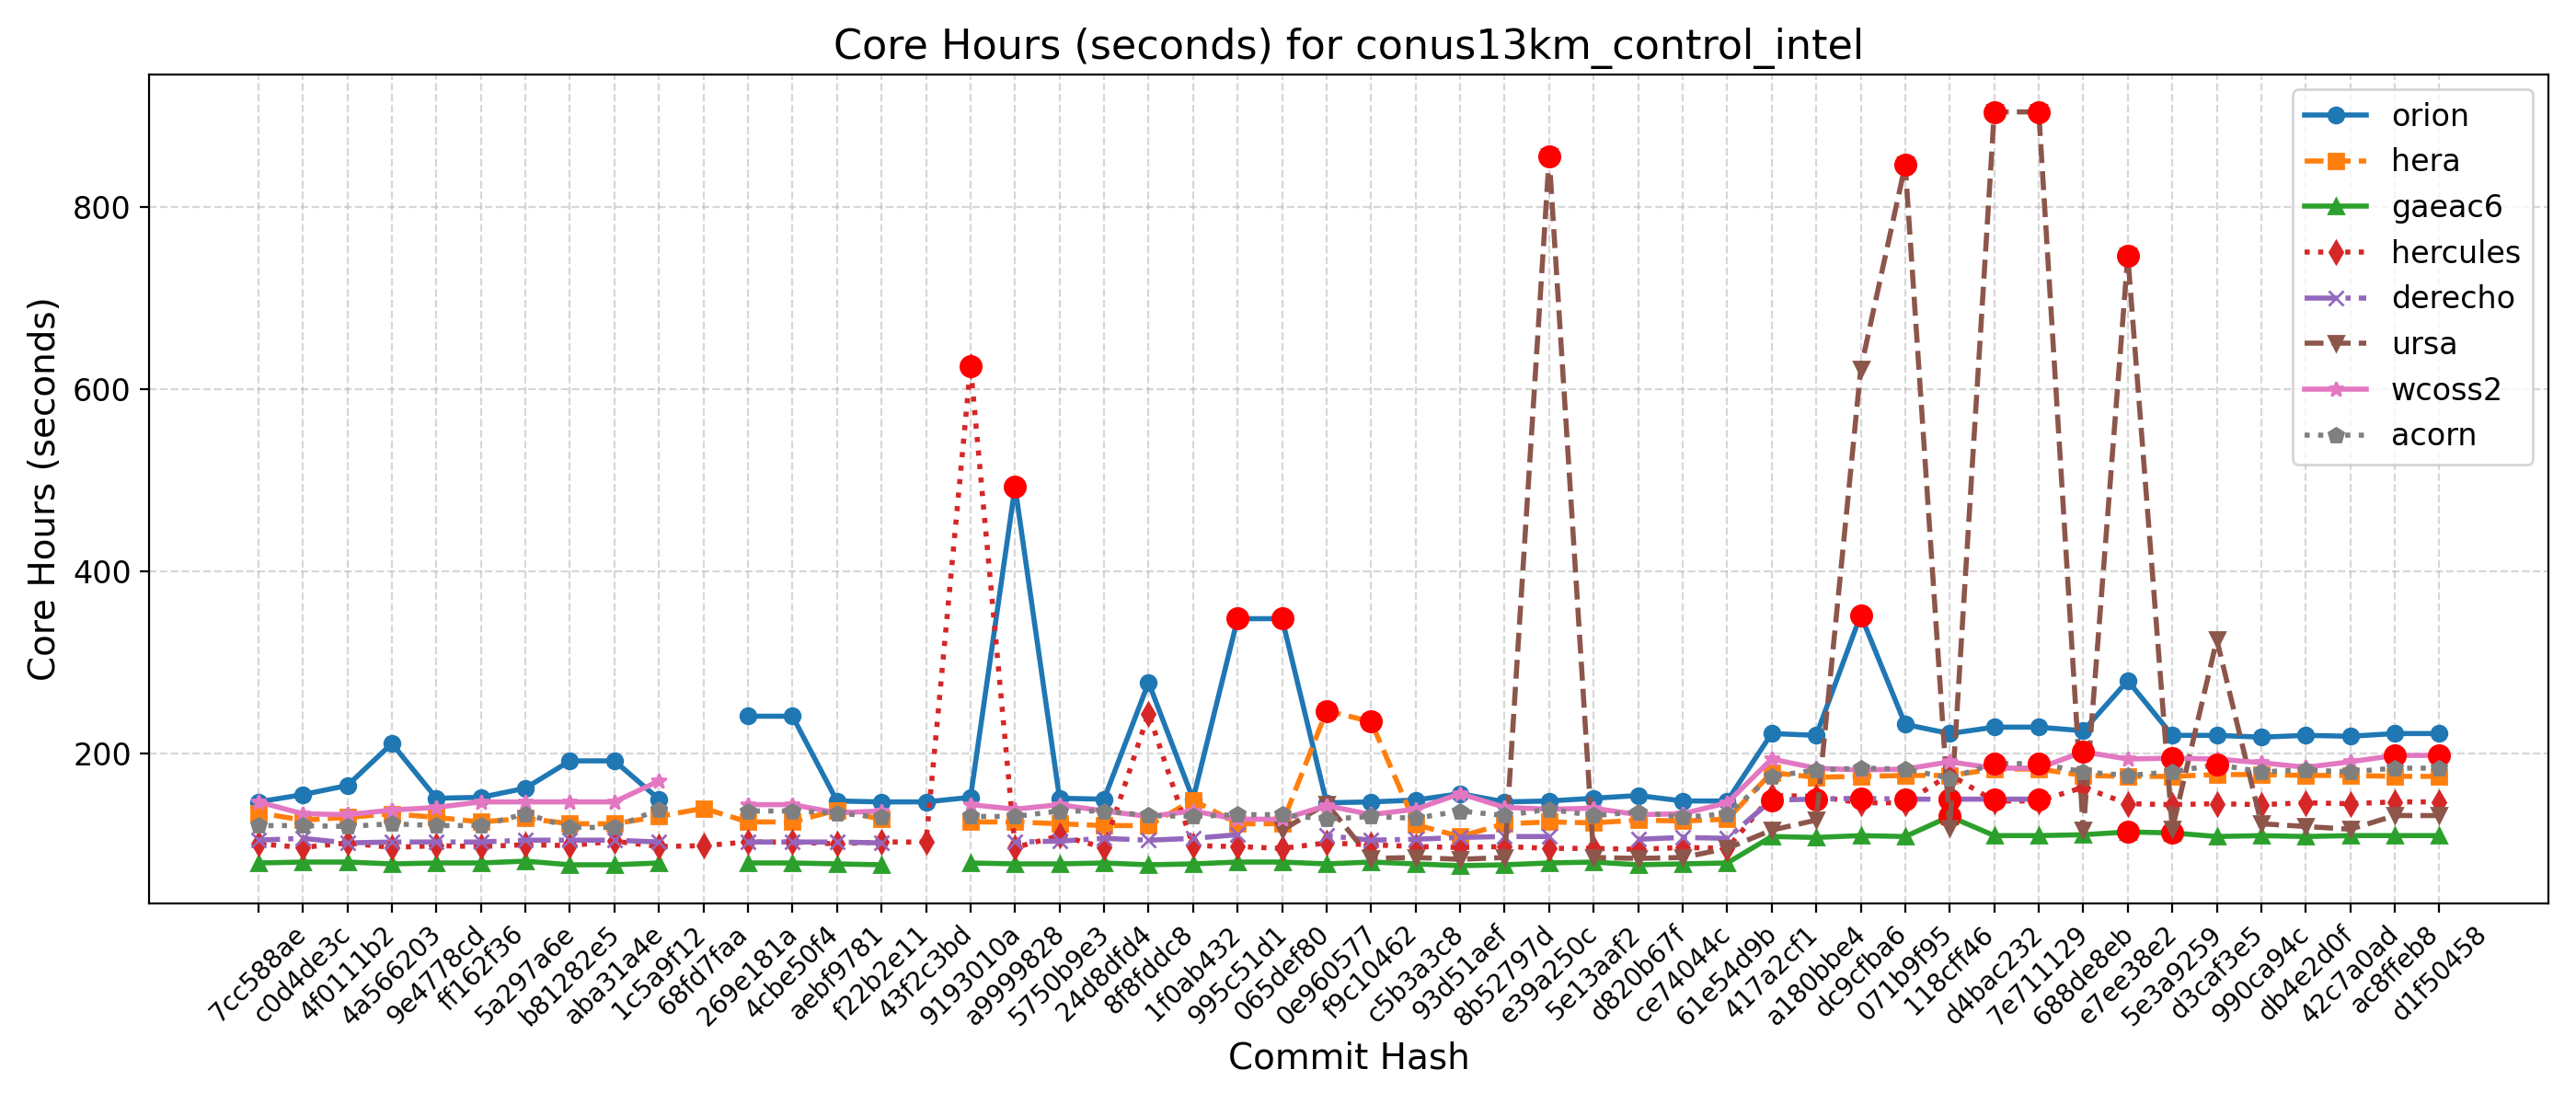 Core Hours (seconds) for conus13km_control_intel
Core Hours (seconds)
800
600
400
200
orion
hera
gaeac6
hercules
derecho
ursa
wcoss2
acorn
7cc588ae
c0d4de3c
4f0111b2
4a566203
9e4778cd
ff162f36
5a297a6e
b81282e5
aba31a4e
1c5a9f12
68fd7faa
269e181a
4cbe50f4
aebf9781
f22b2e11
43f2c3bd
9193010a
a9999828
5750b9e3
24d8dfd4
8f8fddc8
1f0ab432
995c51d1
065def80
0e960577
f9c10462
c5b3a3c8
93d51aef
8b52797d
e39a250c
5e13aaf2
d820b67f
ce74044c
61e54d9b
417a2cf1
a180bbe4
dc9cfba6
071b9f95
118cff46
d4bac232
7e711129
688de8eb
e7ee38e2
5e3a9259
d3caf3e5
990ca94c
db4e2d0f
42c7a0ad
ac8ffeb8
d1f50458
Commit Hash